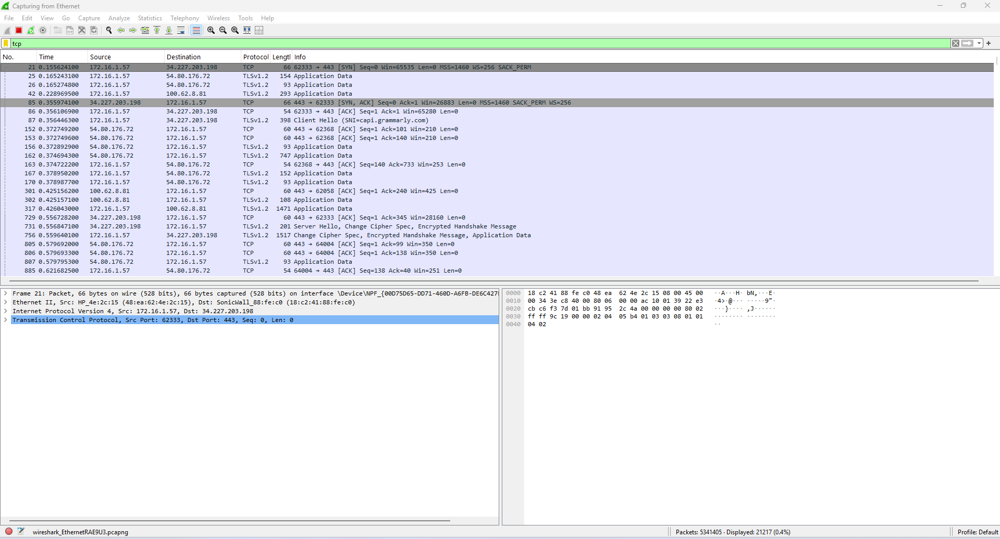 Capturing from Ethernet
File Edit View Go Capture Analyze Statistics Telephony Wireless Tools Help
tcp
No. Time Source Destination Protocol Lengtl Info
21 0.155624100 172.16.1.57 34.227.203.198 TCP 66 62333 → 443 [SYN] Seq=0 Win=65535 Len=0 MSS=1460 WS=256 SACK_PERM
25 0.165243100 172.16.1.57 54.80.176.72 TLSv1.2 154 Application Data
26 0.165274800 172.16.1.57 54.80.176.72 TLSv1.2 93 Application Data
42 0.228969500 172.16.1.57 100.62.8.81 TLSv1.2 293 Application Data
85 0.355974100 34.227.203.198 172.16.1.57 TCP 66 443 → 62333 [SYN, ACK] Seq=0 Ack=1 Win=26883 Len=0 MSS=1460 SACK_PERM WS=256
86 0.356106900 172.16.1.57 34.227.203.198 TCP 54 62333 → 443 [ACK] Seq=1 Ack=1 Win=65280 Len=0
87 0.356446300 172.16.1.57 34.227.203.198 TLSv1.2 398 Client Hello (SNI=capi.grammarly.com)
152 0.372749200 54.80.176.72 172.16.1.57 TCP 60 443 → 62368 [ACK] Seq=1 Ack=101 Win=210 Len=0
153 0.372749600 54.80.176.72 172.16.1.57 TCP 60 443 → 62368 [ACK] Seq=1 Ack=140 Win=210 Len=0
156 0.372892900 54.80.176.72 172.16.1.57 TLSv1.2 93 Application Data
162 0.374694300 54.80.176.72 172.16.1.57 TLSv1.2 747 Application Data
163 0.374722200 172.16.1.57 54.80.176.72 TCP 54 62368 → 443 [ACK] Seq=140 Ack=733 Win=253 Len=0
167 0.378950200 172.16.1.57 54.80.176.72 TLSv1.2 152 Application Data
170 0.378987700 172.16.1.57 54.80.176.72 TLSv1.2 93 Application Data
301 0.425156200 100.62.8.81 172.16.1.57 TCP 60 443 → 62058 [ACK] Seq=1 Ack=240 Win=425 Len=0
302 0.425157100 100.62.8.81 172.16.1.57 TLSv1.2 108 Application Data
317 0.426043000 172.16.1.57 100.62.8.81 TLSv1.2 1471 Application Data
729 0.556728200 34.227.203.198 172.16.1.57 TCP 60 443 → 62333 [ACK] Seq=1 Ack=345 Win=28160 Len=0
731 0.556847100 34.227.203.198 172.16.1.57 TLSv1.2 201 Server Hello, Change Cipher Spec, Encrypted Handshake Message
756 0.559640100 172.16.1.57 34.227.203.198 TLSv1.2 1517 Change Cipher Spec, Encrypted Handshake Message, Application Data
805 0.579692000 54.80.176.72 172.16.1.57 TCP 60 443 → 64004 [ACK] Seq=1 Ack=99 Win=350 Len=0
806 0.579693300 54.80.176.72 172.16.1.57 TCP 60 443 → 64004 [ACK] Seq=1 Ack=138 Win=350 Len=0
807 0.579795300 54.80.176.72 172.16.1.57 TLSv1.2 93 Application Data
885 0.621682500 172.16.1.57 54.80.176.72 TCP 54 64004 → 443 [ACK] Seq=138 Ack=40 Win=251 Len=0
Frame 21: Packet, 66 bytes on wire (528 bits), 66 bytes captured (528 bits) on interface \Device\NPF_{00D75D65-DD71-460D-A6FB-DE6C427
Ethernet II, Src: HP_4e:2c:15 (48:ea:62:4e:2c:15), Dst: SonicWall_88:fe:c0 (18:c2:41:88:fe:c0)
Internet Protocol Version 4, Src: 172.16.1.57, Dst: 34.227.203.198
Transmission Control Protocol, Src Port: 62333, Dst Port: 443, Seq: 0, Len: 0
0000 18 c2 41 88 fe c0 48 ea 62 4e 2c 15 08 00 45 00 ··A···H· bN,···E·
0010 00 34 3e c8 40 00 80 06 00 00 ac 10 01 39 22 e3 ·4>·@··· ·····9"·
0020 cb c6 f3 7d 01 bb 91 95 2c 4a 00 00 00 00 80 02 ···}···· ,J······
0030 ff ff 9c 19 00 00 02 04 05 b4 01 03 03 08 01 01 ········ ········
0040 04 02 ··
wireshark_EthernetRAE9U3.pcapng Packets: 5341405 · Displayed: 21217 (0.4%) Profile: Default